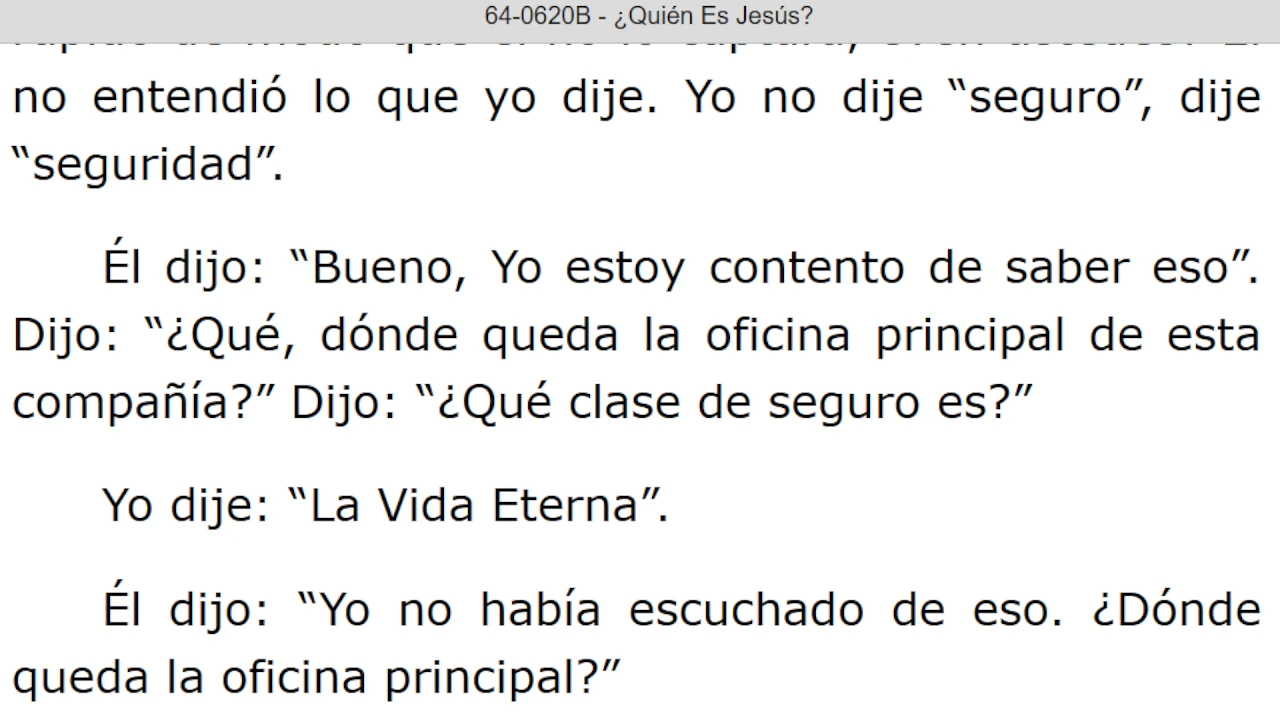 64-0620B - ¿Quién Es Jesús?
no entendió lo que yo dije. Yo no dije “seguro”, dije
“seguridad”.
Él dijo: “Bueno, Yo estoy contento de saber eso”.
Dijo: “¿Qué, dónde queda la oficina principal de esta
compañía?” Dijo: “¿Qué clase de seguro es?”
Yo dije: “La Vida Eterna”.
Él dijo: “Yo no había escuchado de eso. ¿Dónde
queda la oficina principal?”